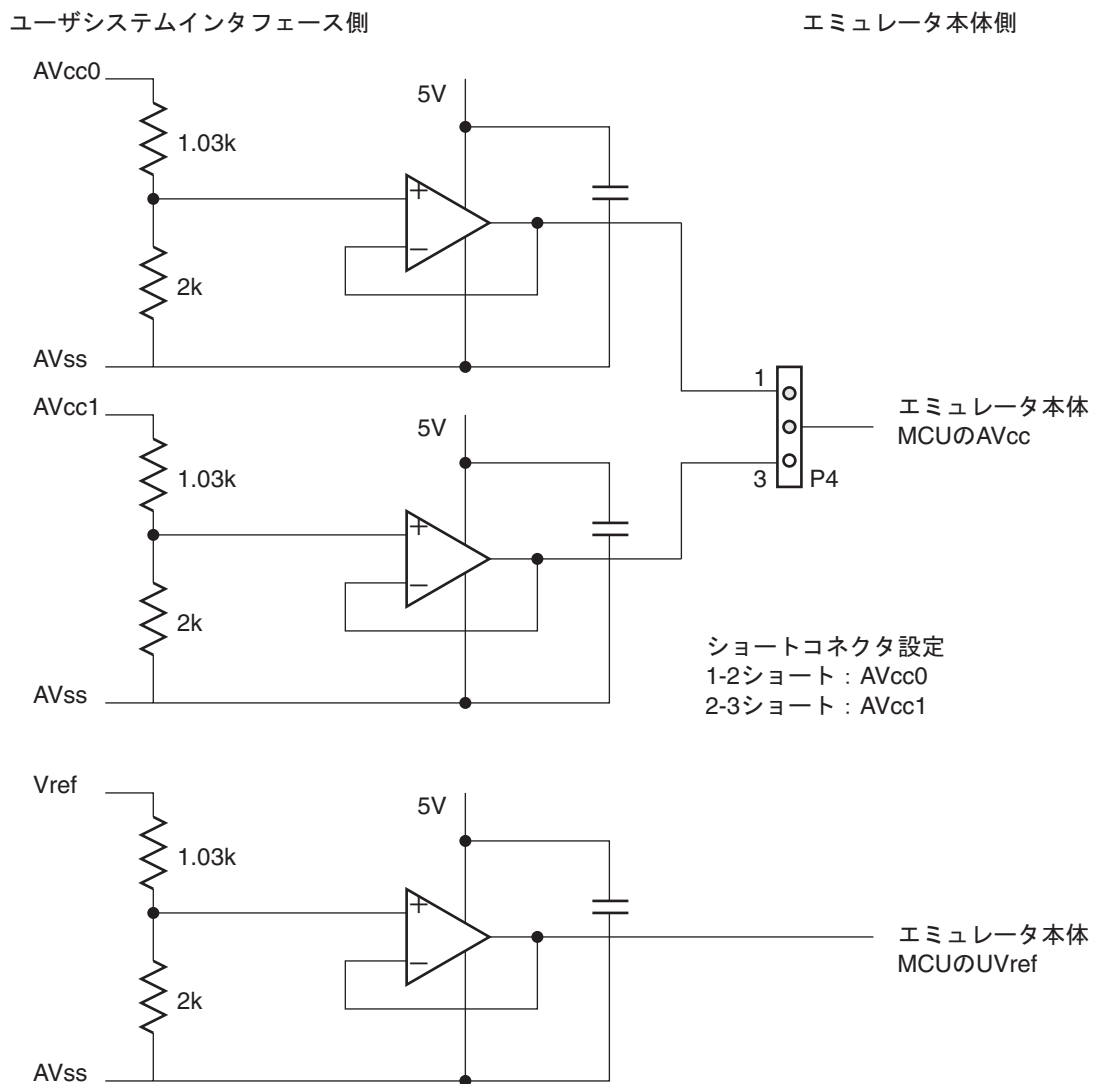 ユーザシステムインタフェース側
エミュレータ本体側
AVcc0
5V
1.03k
+
−
2k
AVss
1
エミュレータ本体
MCUのAVcc
3
P4
AVcc1
5V
1.03k
+
−
2k
AVss
ショートコネクタ設定
1-2ショート：AVcc0
2-3ショート：AVcc1
Vref
5V
1.03k
+
−
2k
AVss
エミュレータ本体
MCUのUVref